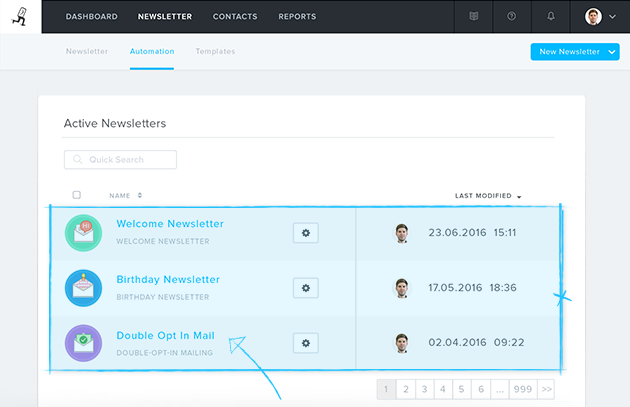 DASHBOARD NEWSLETTER CONTACTS REPORTS
Newsletter Automation Templates New Newsletter
Active Newsletters
Quick Search
NAME LAST MODIFIED
Welcome Newsletter
WELCOME NEWSLETTER
23.06.2016 15:11
Birthday Newsletter
BIRTHDAY NEWSLETTER
17.05.2016 18:36
Double Opt In Mail
DOUBLE-OPT-IN MAILING
02.04.2016 09:22
1 2 3 4 5 6 ... 999 >>